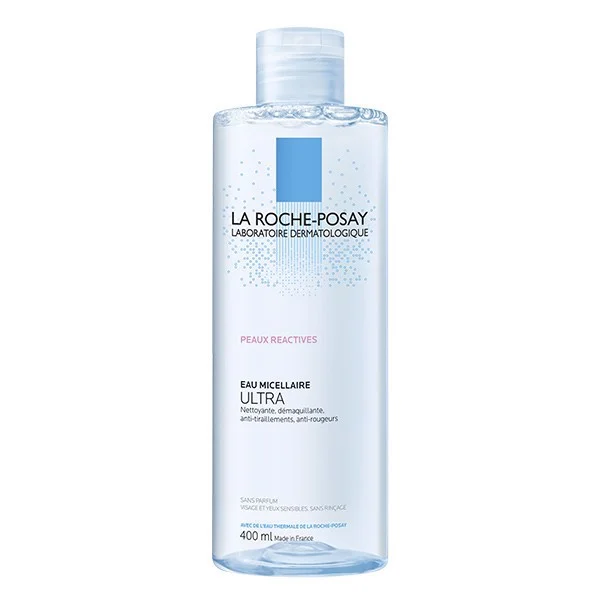 LA ROCHE-POSAY
LABORATOIRE DERMATOLOGIQUE
PEAUX REACTIVES
EAU MICELLAIRE
ULTRA
Nettoyante, démaquillante,
anti-tiraillements, anti-rougeurs
SANS PARFUM
VISAGE ET YEUX SENSIBLES, SANS RINÇAGE
AVEC DE L'EAU THERMALE DE LA ROCHE-POSAY
400 ml Made in France